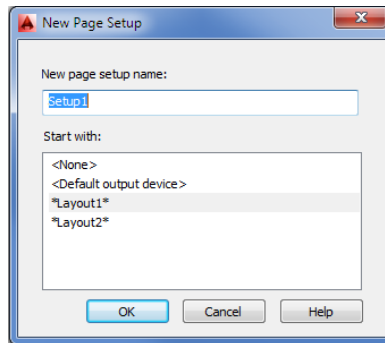 New Page Setup
New page setup name:
Setup1
Start with:
<None>
<Default output device>
*Layout1*
*Layout2*
OK Cancel Help